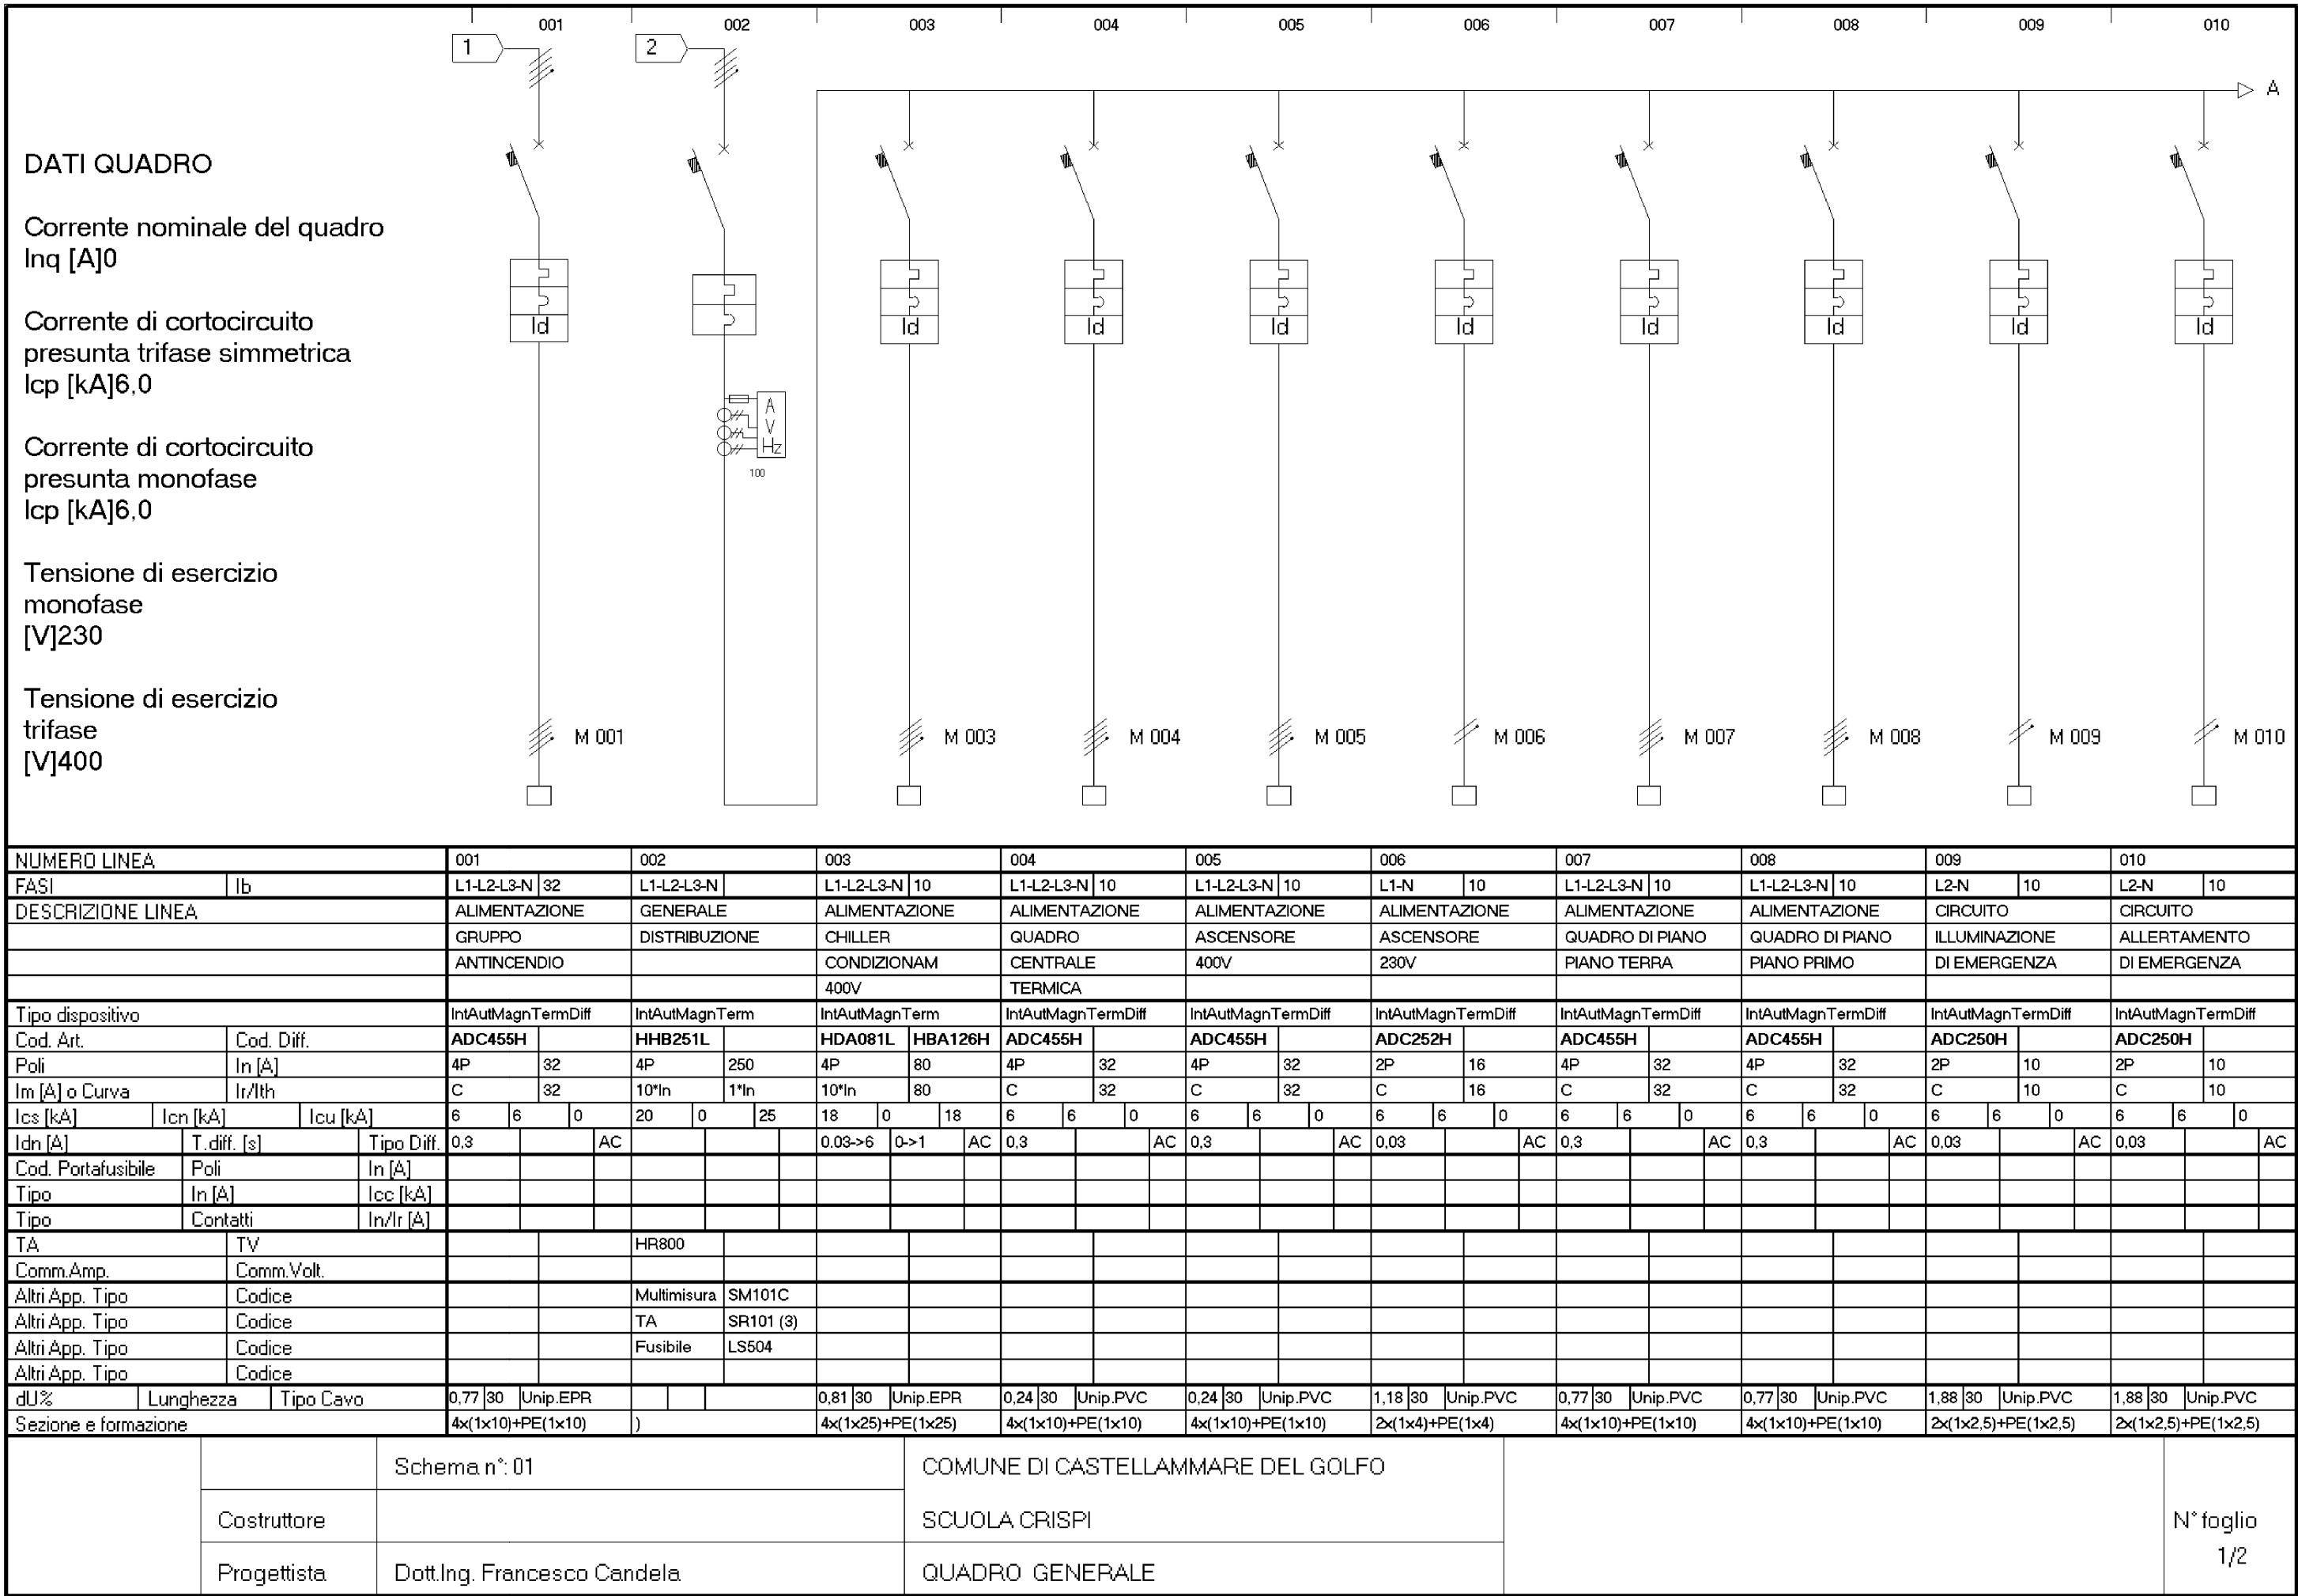 001 002 003 004 005 006 007 008 009 010
1 2
A
DATI QUADRO
Corrente nominale del quadro
Inq [A]0
Corrente di cortocircuito
presunta trifase simmetrica
Icp [kA]6,0
Corrente di cortocircuito
presunta monofase
Icp [kA]6,0
Tensione di esercizio
monofase
[V]230
Tensione di esercizio
trifase
[V]400
Id Id Id Id Id Id Id Id Id
A
V
Hz
100
M 001 M 003 M 004 M 005 M 006 M 007 M 008 M 009 M 010
NUMERO LINEA 001 002 003 004 005 006 007 008 009 010
FASI Ib L1-L2-L3-N 32 L1-L2-L3-N L1-L2-L3-N 10 L1-L2-L3-N 10 L1-L2-L3-N 10 L1-N 10 L1-L2-L3-N 10 L1-L2-L3-N 10 L2-N 10 L2-N 10
DESCRIZIONE LINEA ALIMENTAZIONE GENERALE ALIMENTAZIONE ALIMENTAZIONE ALIMENTAZIONE ALIMENTAZIONE ALIMENTAZIONE ALIMENTAZIONE CIRCUITO CIRCUITO
GRUPPO DISTRIBUZIONE CHILLER QUADRO ASCENSORE ASCENSORE QUADRO DI PIANO QUADRO DI PIANO ILLUMINAZIONE ALLERTAMENTO
ANTINCENDIO CONDIZIONAM CENTRALE 400V 230V PIANO TERRA PIANO PRIMO DI EMERGENZA DI EMERGENZA
400V TERMICA
Tipo dispositivo IntAutMagnTermDiff IntAutMagnTerm IntAutMagnTerm IntAutMagnTermDiff IntAutMagnTermDiff IntAutMagnTermDiff IntAutMagnTermDiff IntAutMagnTermDiff IntAutMagnTermDiff IntAutMagnTermDiff
Cod. Art. Cod. Diff. ADC455H HHB251L HDA081L HBA126H ADC455H ADC455H ADC252H ADC455H ADC455H ADC250H ADC250H
Poli In [A] 4P 32 4P 250 4P 80 4P 32 4P 32 2P 16 4P 32 4P 32 2P 10 2P 10
Im [A] o Curva Ir/Ith C 32 10*In 1*In 10*In 80 C 32 C 32 C 16 C 32 C 32 C 10 C 10
Ics [kA] Icn [kA] Icu [kA] 6 6 0 20 0 25 18 0 18 6 6 0 6 6 0 6 6 0 6 6 0 6 6 0 6 6 0 6 6 0
Idn [A] T.diff. [s] Tipo Diff. 0,3 AC 0.03->6 0->1 AC 0,3 AC 0,3 AC 0,03 AC 0,3 AC 0,3 AC 0,03 AC 0,03 AC
Cod. Portafusibile Poli In [A]
Tipo In [A] Icc [kA]
Tipo Contatti In/Ir [A]
TA TV HR800
Comm.Amp. Comm.Volt.
Altri App. Tipo Codice Multimisura SM101C
Altri App. Tipo Codice TA SR101 (3)
Altri App. Tipo Codice Fusibile LS504
Altri App. Tipo Codice
dU% Lunghezza Tipo Cavo 0,77 30 Unip.EPR 0,81 30 Unip.EPR 0,24 30 Unip.PVC 0,24 30 Unip.PVC 1,18 30 Unip.PVC 0,77 30 Unip.PVC 0,77 30 Unip.PVC 1,88 30 Unip.PVC 1,88 30 Unip.PVC
Sezione e formazione 4x(1x10)+PE(1x10) ) 4x(1x25)+PE(1x25) 4x(1x10)+PE(1x10) 4x(1x10)+PE(1x10) 2x(1x4)+PE(1x4) 4x(1x10)+PE(1x10) 4x(1x10)+PE(1x10) 2x(1x2,5)+PE(1x2,5) 2x(1x2,5)+PE(1x2,5)
Schema n°: 01 COMUNE DI CASTELLAMMARE DEL GOLFO
Costruttore SCUOLA CRISPI N° foglio
Progettista Dott.Ing. Francesco Candela QUADRO GENERALE 1/2